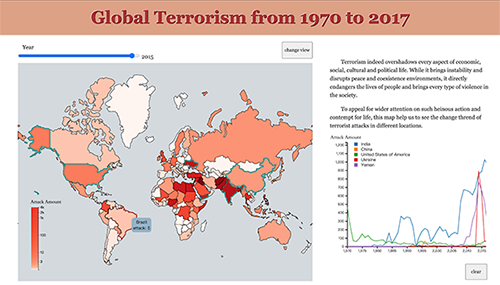 Global Terrorism from 1970 to 2017
Year
2015
change view
Terrorism indeed overshadows every aspect of economic,
social, cultural and political life. While it brings instability and
disrupts peace and coexistence environments, it directly
endangers the lives of people and brings every type of violence in
the society.
To appeal for wider attention on such heinous action and
contempt for life, this map help us to see the change thrend of
terrorist attacks in different locations.
Attack Amount
India
China
United States of America
Ukraine
Yemen
1,000
900
800
700
600
500
400
300
200
100
0
1,970
1,975
1,980
1,985
1,990
1,995
2,000
2,005
2,010
2,015
clear
Brazil
attack: 5
Attack Amount
100
10